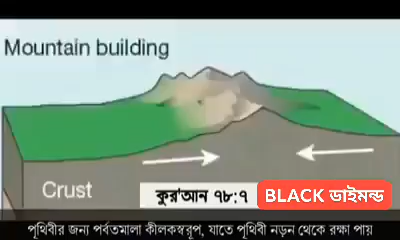 Mountain building
Crust
কুর'আন ৭৮:৭
BLACK ডাইমন্ড
পৃথিবীর জন্য পর্বতমালা কীলকস্বরূপ, যাতে পৃথিবী নড়ন থেকে রক্ষা পায়